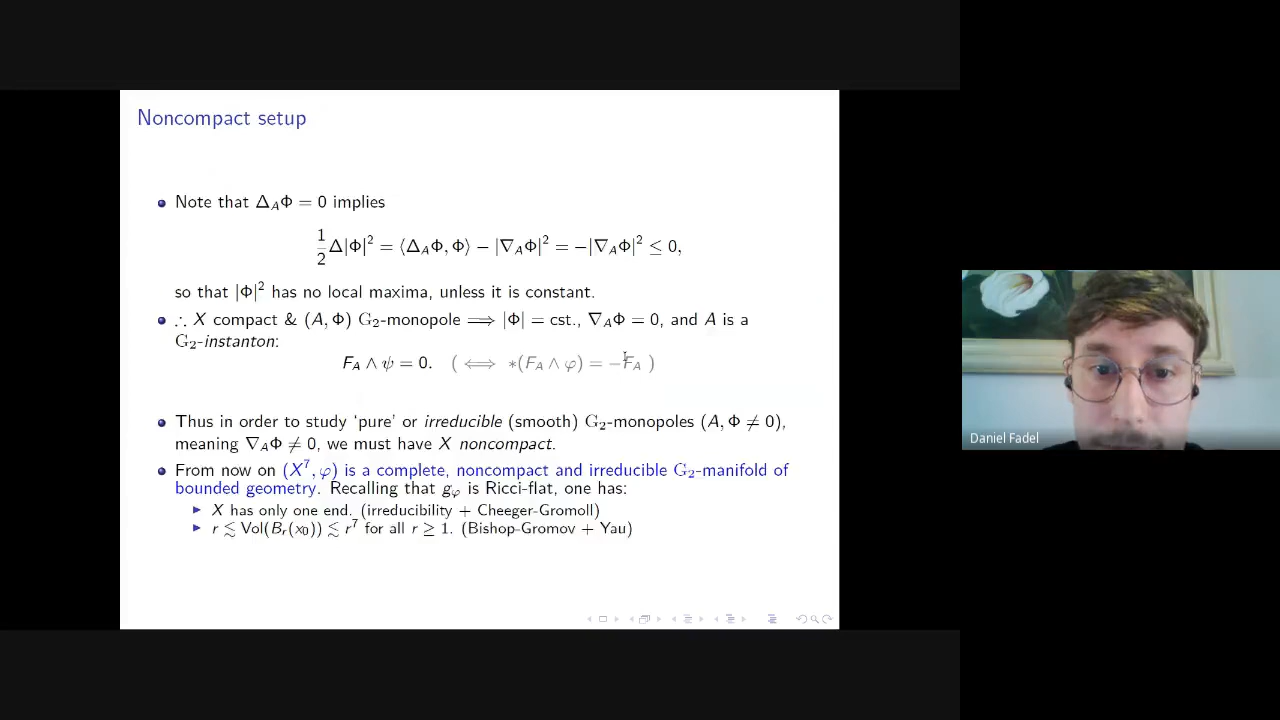 Noncompact setup
Note that Δ_AΦ = 0 implies
1/2 Δ|Φ|² = ⟨Δ_AΦ, Φ⟩ − |∇_AΦ|² = −|∇_AΦ|² ≤ 0,
so that |Φ|² has no local maxima, unless it is constant.
∴ X compact & (A, Φ) G₂-monopole ⟹ |Φ| = cst., ∇_AΦ = 0, and A is a
G₂-instanton:
F_A ∧ ψ = 0. ( ⟺ ∗(F_A ∧ φ) = −F_A )
Thus in order to study ‘pure’ or irreducible (smooth) G₂-monopoles (A, Φ ≠ 0),
meaning ∇_AΦ ≠ 0, we must have X noncompact.
From now on (X⁷, φ) is a complete, noncompact and irreducible G₂-manifold of
bounded geometry. Recalling that g_φ is Ricci-flat, one has:
X has only one end. (irreducibility + Cheeger-Gromoll)
r ≲ Vol(B_r(x₀)) ≲ r⁷ for all r ≥ 1. (Bishop-Gromov + Yau)
Daniel Fadel